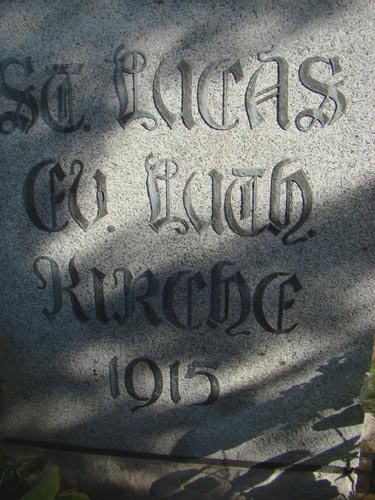 St. Lucas
Ev. Luth.
Kirche
1915